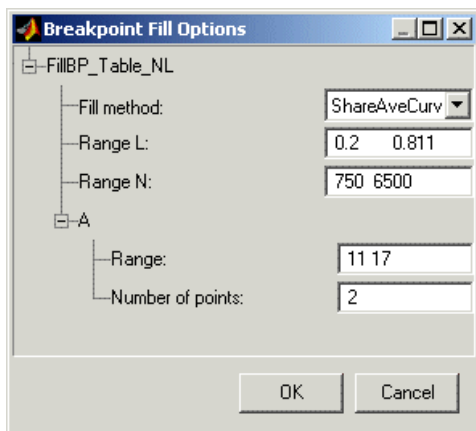 Breakpoint Fill Options
FillBP_Table_NL
Fill method: ShareAveCurv
Range L: 0.2 0.811
Range N: 750 6500
A
Range: 11 17
Number of points: 2
OK Cancel